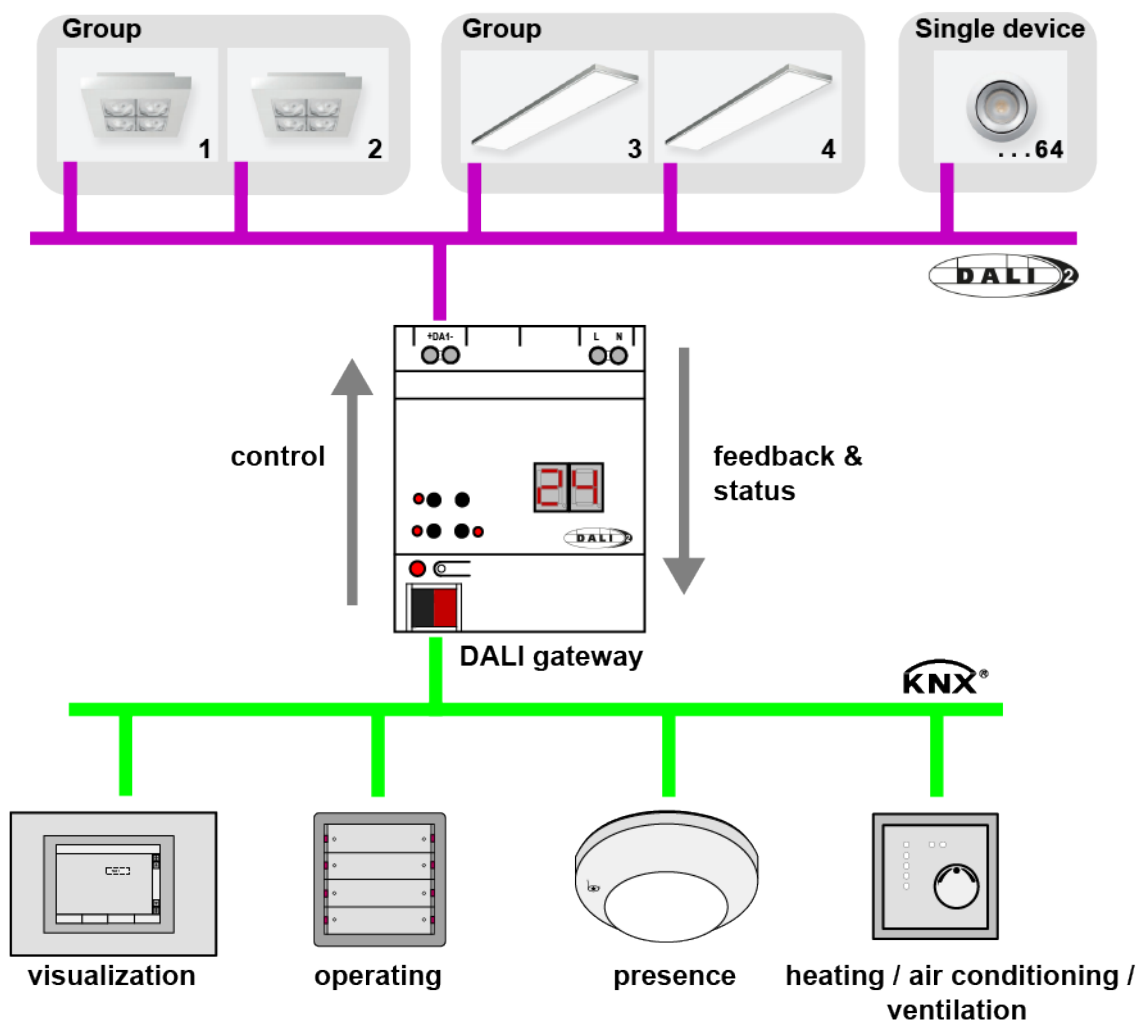 Group
Group
Single device
1
2
3
4
...64
DALI 2
+DA1-
L N
control
feedback &
status
24
DALI 2
DALI gateway
KNX®
visualization
operating
presence
heating / air conditioning /
ventilation